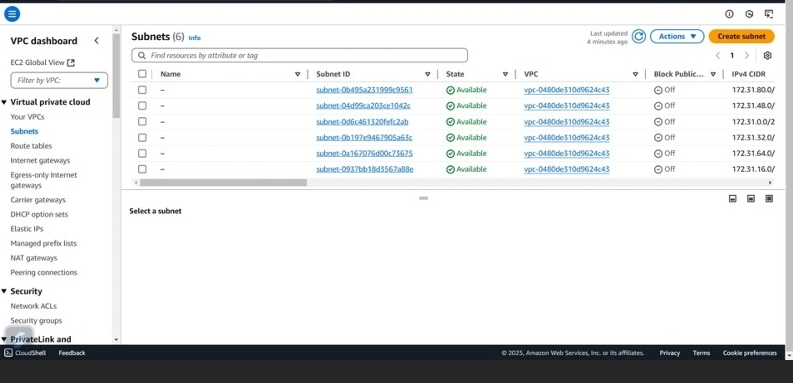 VPC dashboard
EC2 Global View
Filter by VPC:
Virtual private cloud
Your VPCs
Subnets
Route tables
Internet gateways
Egress-only Internet
gateways
Carrier gateways
DHCP option sets
Elastic IPs
Managed prefix lists
NAT gateways
Peering connections
Security
Network ACLs
Security groups
PrivateLink and
Subnets (6) Info
Last updated
4 minutes ago
Actions
Create subnet
Find resources by attribute or tag
1
Name Subnet ID State VPC Block Public... IPv4 CIDR
– subnet-0b495a231999c9561 Available vpc-0480de310d9624c43 Off 172.31.80.0/
– subnet-04d99ca203ce1042c Available vpc-0480de310d9624c43 Off 172.31.48.0/
– subnet-0d6c461320fefc2ab Available vpc-0480de310d9624c43 Off 172.31.0.0/2
– subnet-0b197e9467905a63c Available vpc-0480de310d9624c43 Off 172.31.32.0/
– subnet-0a167076d00c73675 Available vpc-0480de310d9624c43 Off 172.31.64.0/
– subnet-0937bb18d3567a88e Available vpc-0480de310d9624c43 Off 172.31.16.0/
Select a subnet
CloudShell Feedback © 2025, Amazon Web Services, Inc. or its affiliates. Privacy Terms Cookie preferences